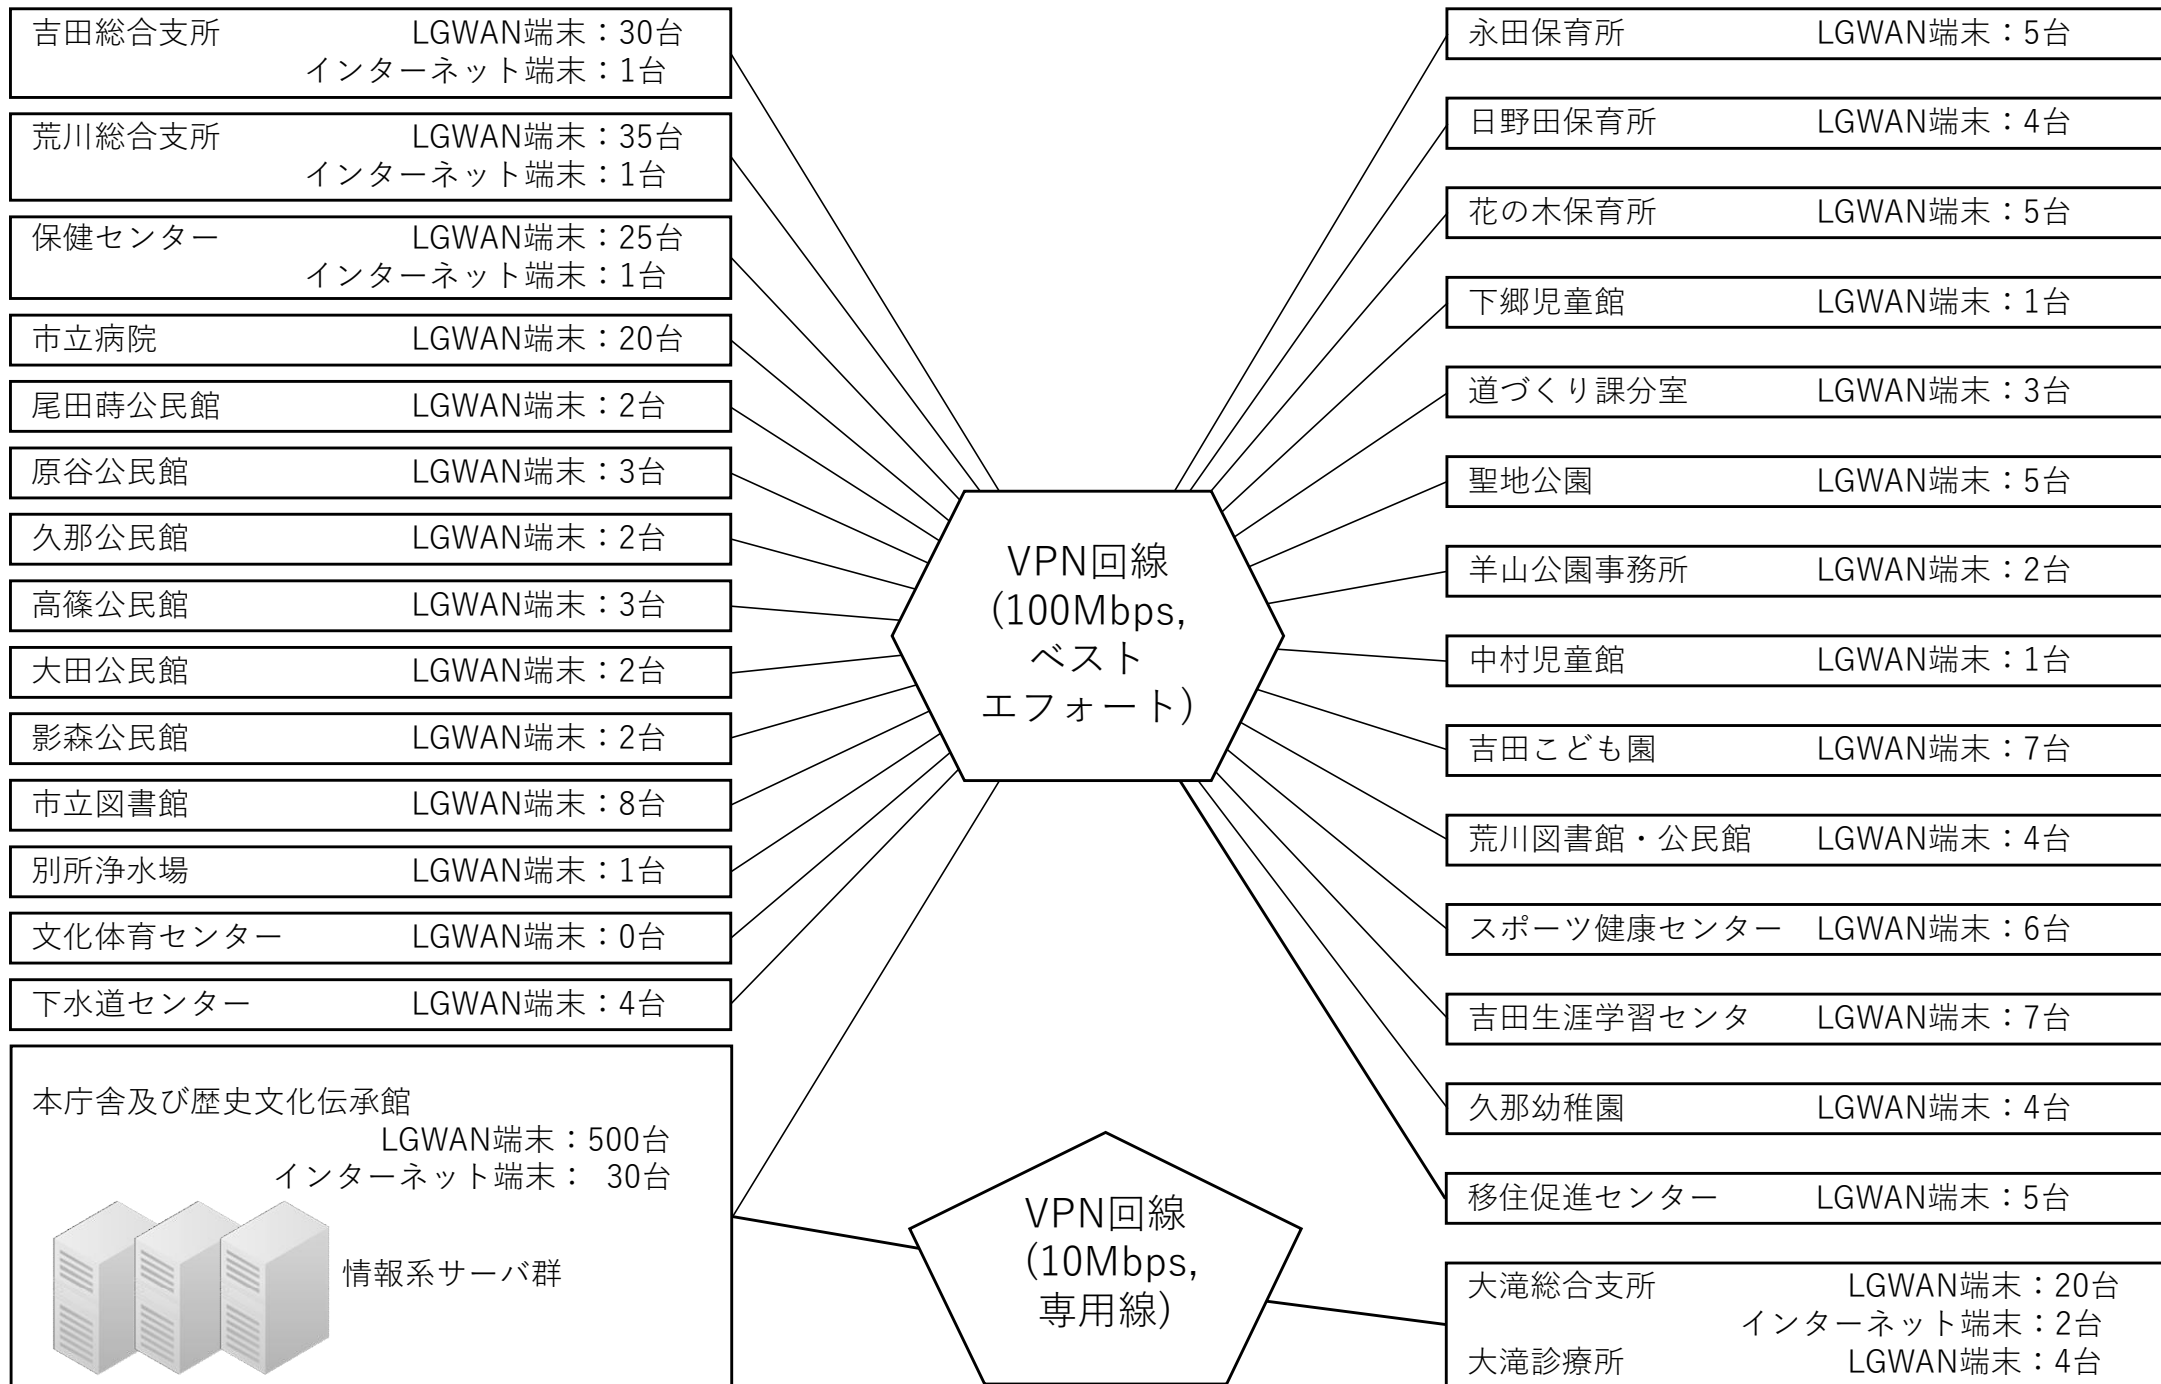 吉田総合支所 LGWAN端末：30台
インターネット端末：1台
荒川総合支所 LGWAN端末：35台
インターネット端末：1台
保健センター LGWAN端末：25台
インターネット端末：1台
市立病院 LGWAN端末：20台
尾田蒔公民館 LGWAN端末：2台
原谷公民館 LGWAN端末：3台
久那公民館 LGWAN端末：2台
高篠公民館 LGWAN端末：3台
大田公民館 LGWAN端末：2台
影森公民館 LGWAN端末：2台
市立図書館 LGWAN端末：8台
別所浄水場 LGWAN端末：1台
文化体育センター LGWAN端末：0台
下水道センター LGWAN端末：4台
本庁舎及び歴史文化伝承館
LGWAN端末：500台
インターネット端末： 30台
情報系サーバ群
VPN回線
(100Mbps,
ベスト
エフォート)
VPN回線
(10Mbps,
専用線)
永田保育所 LGWAN端末：5台
日野田保育所 LGWAN端末：4台
花の木保育所 LGWAN端末：5台
下郷児童館 LGWAN端末：1台
道づくり課分室 LGWAN端末：3台
聖地公園 LGWAN端末：5台
羊山公園事務所 LGWAN端末：2台
中村児童館 LGWAN端末：1台
吉田こども園 LGWAN端末：7台
荒川図書館・公民館 LGWAN端末：4台
スポーツ健康センター LGWAN端末：6台
吉田生涯学習センタ LGWAN端末：7台
久那幼稚園 LGWAN端末：4台
移住促進センター LGWAN端末：5台
大滝総合支所 LGWAN端末：20台
インターネット端末：2台
大滝診療所 LGWAN端末：4台